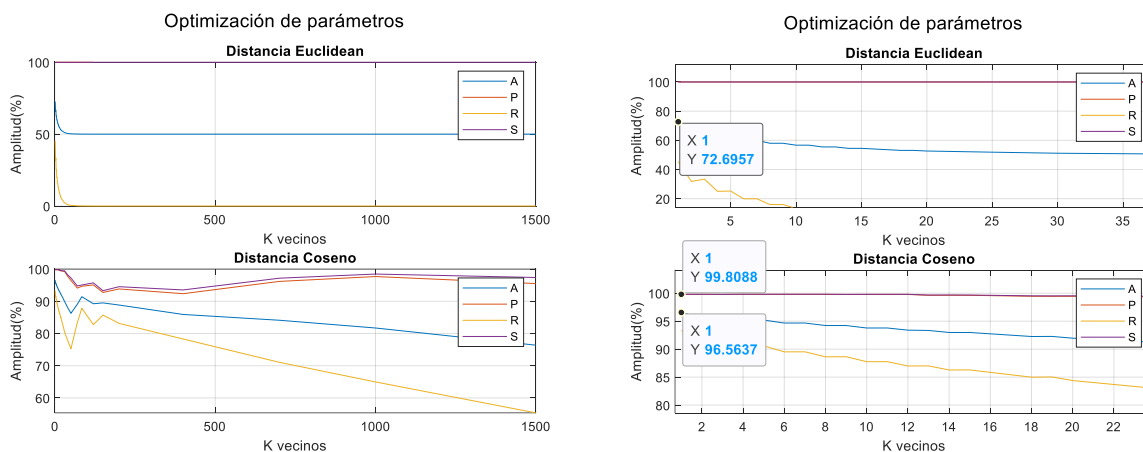 Optimización de parámetros
Distancia Euclidean
Amplitud(%)
100
50
0
A
P
R
S
0
500
1000
1500
K vecinos
Distancia Coseno
Amplitud(%)
100
90
80
70
60
A
P
R
S
0
500
1000
1500
K vecinos
Optimización de parámetros
Distancia Euclidean
Amplitud(%)
100
80
60
40
20
X 1
Y 72.6957
A
P
R
S
5
10
15
20
25
30
35
K vecinos
Distancia Coseno
Amplitud(%)
100
95
90
85
80
X 1
Y 99.8088
X 1
Y 96.5637
A
P
R
S
2
4
6
8
10
12
14
16
18
20
22
K vecinos